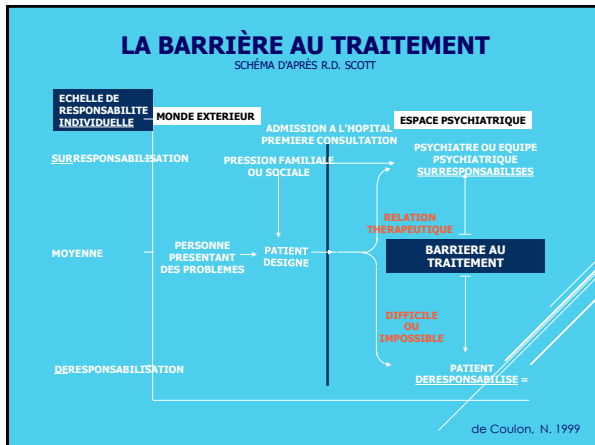 LA BARRIÈRE AU TRAITEMENT
SCHÉMA D'APRÈS R.D. SCOTT
ECHELLE DE
RESPONSABILITE
INDIVIDUELLE
MONDE EXTERIEUR
ESPACE PSYCHIATRIQUE
ADMISSION A L'HOPITAL
PREMIERE CONSULTATION
SURRESPONSABILISATION
PRESSION FAMILIALE
OU SOCIALE
PSYCHIATRE OU EQUIPE
PSYCHIATRIQUE
SURRESPONSABILISES
RELATION
THERAPEUTIQUE
MOYENNE
PERSONNE
PRESENTANT
DES PROBLEMES
PATIENT
DESIGNE
BARRIERE AU
TRAITEMENT
DIFFICILE
OU
IMPOSSIBLE
DERESPONSABILISATION
PATIENT
DERESPONSABILISE =
de Coulon, N. 1999